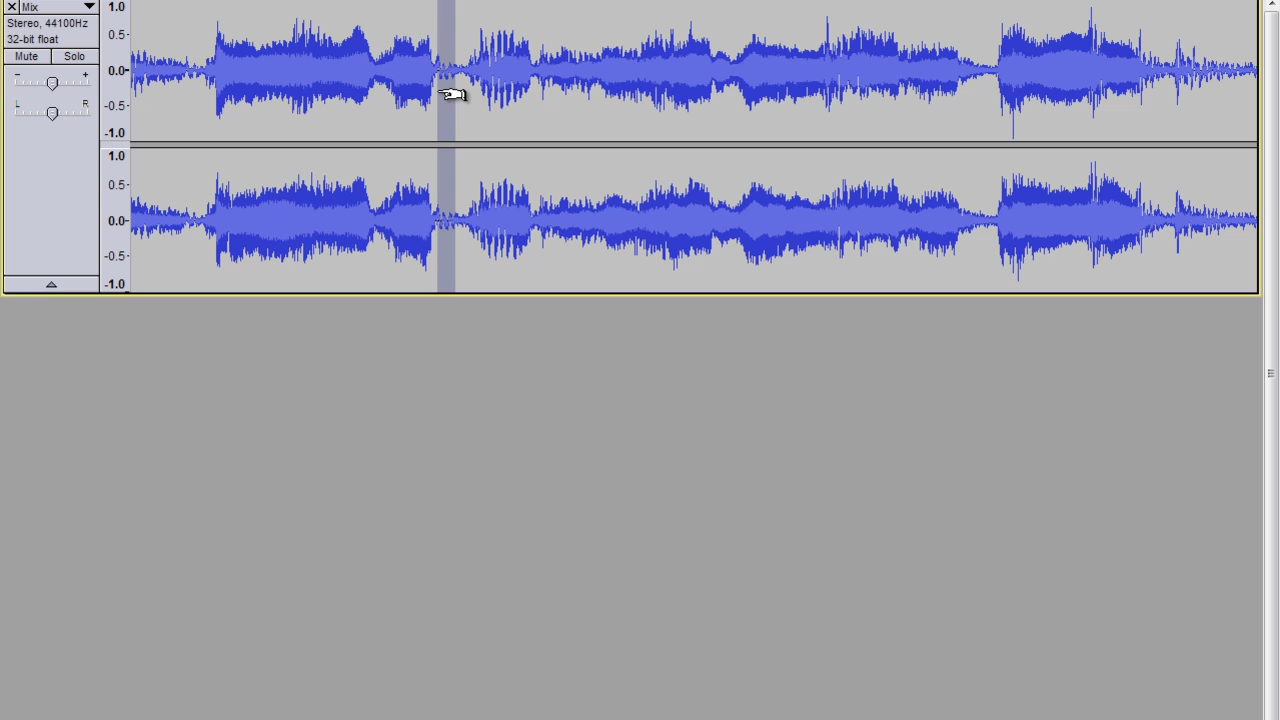 Mix
Stereo, 44100Hz
32-bit float
Mute Solo
- +
L R
1.0
0.5-
0.0-
-0.5-
-1.0
1.0
0.5-
0.0-
-0.5-
-1.0